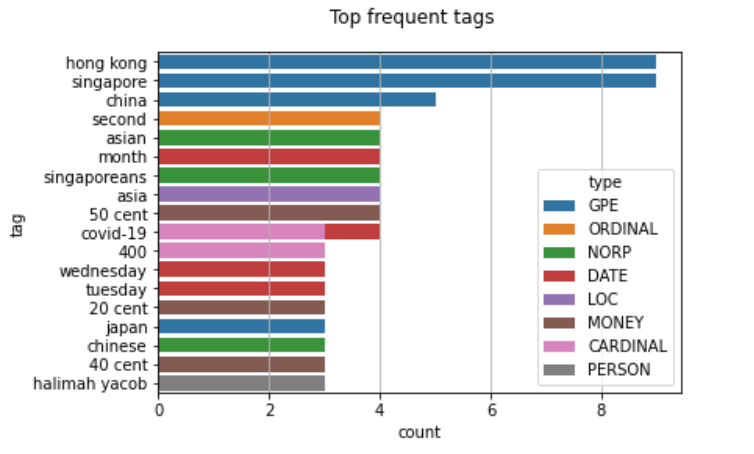 Top frequent tags
hong kong
singapore
china
second
asian
month
singaporeans
asia
50 cent
covid-19
400
wednesday
tuesday
20 cent
japan
chinese
40 cent
halimah yacob
tag
type
GPE
ORDINAL
NORP
DATE
LOC
MONEY
CARDINAL
PERSON
0 2 4 6 8
count